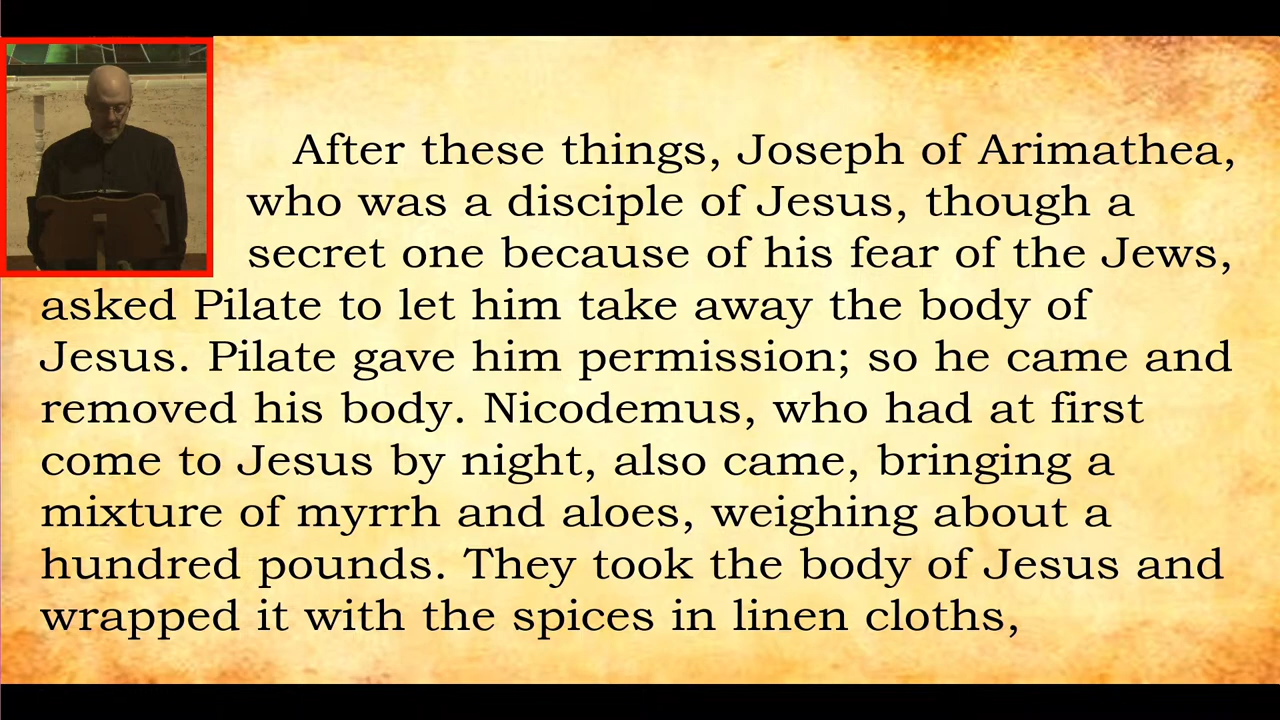 After these things, Joseph of Arimathea,
who was a disciple of Jesus, though a
secret one because of his fear of the Jews,
asked Pilate to let him take away the body of
Jesus. Pilate gave him permission; so he came and
removed his body. Nicodemus, who had at first
come to Jesus by night, also came, bringing a
mixture of myrrh and aloes, weighing about a
hundred pounds. They took the body of Jesus and
wrapped it with the spices in linen cloths,